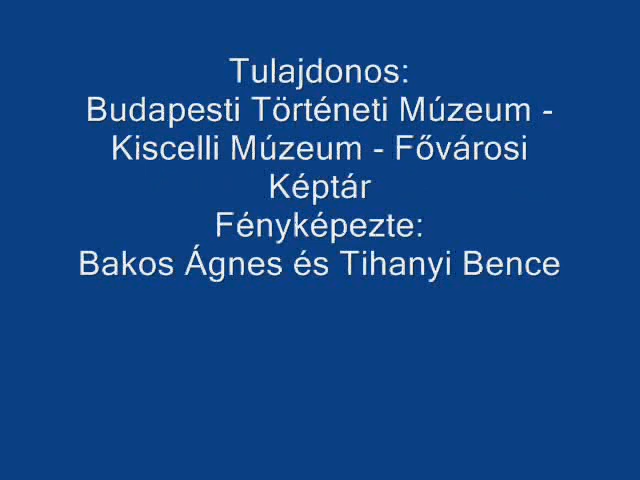 Tulajdonos:
Budapesti Történeti Múzeum -
Kiscelli Múzeum - Fővárosi
Képtár
Fényképezte:
Bakos Ágnes és Tihanyi Bence